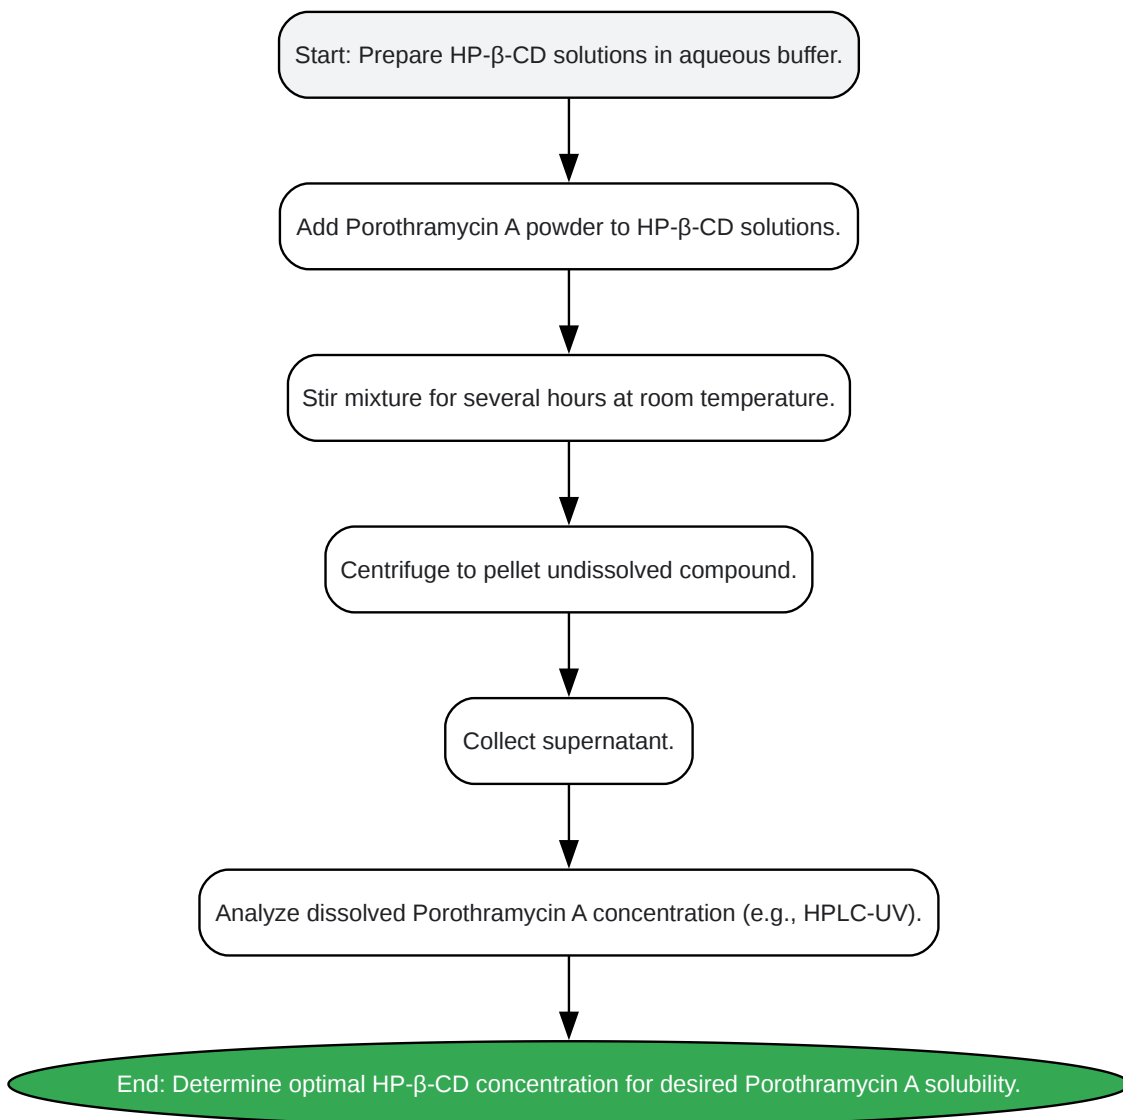 Start: Prepare HP-β-CD solutions in aqueous buffer.
Add Porothramycin A powder to HP-β-CD solutions.
Stir mixture for several hours at room temperature.
Centrifuge to pellet undissolved compound.
Collect supernatant.
Analyze dissolved Porothramycin A concentration (e.g., HPLC-UV).
End: Determine optimal HP-β-CD concentration for desired Porothramycin A solubility.